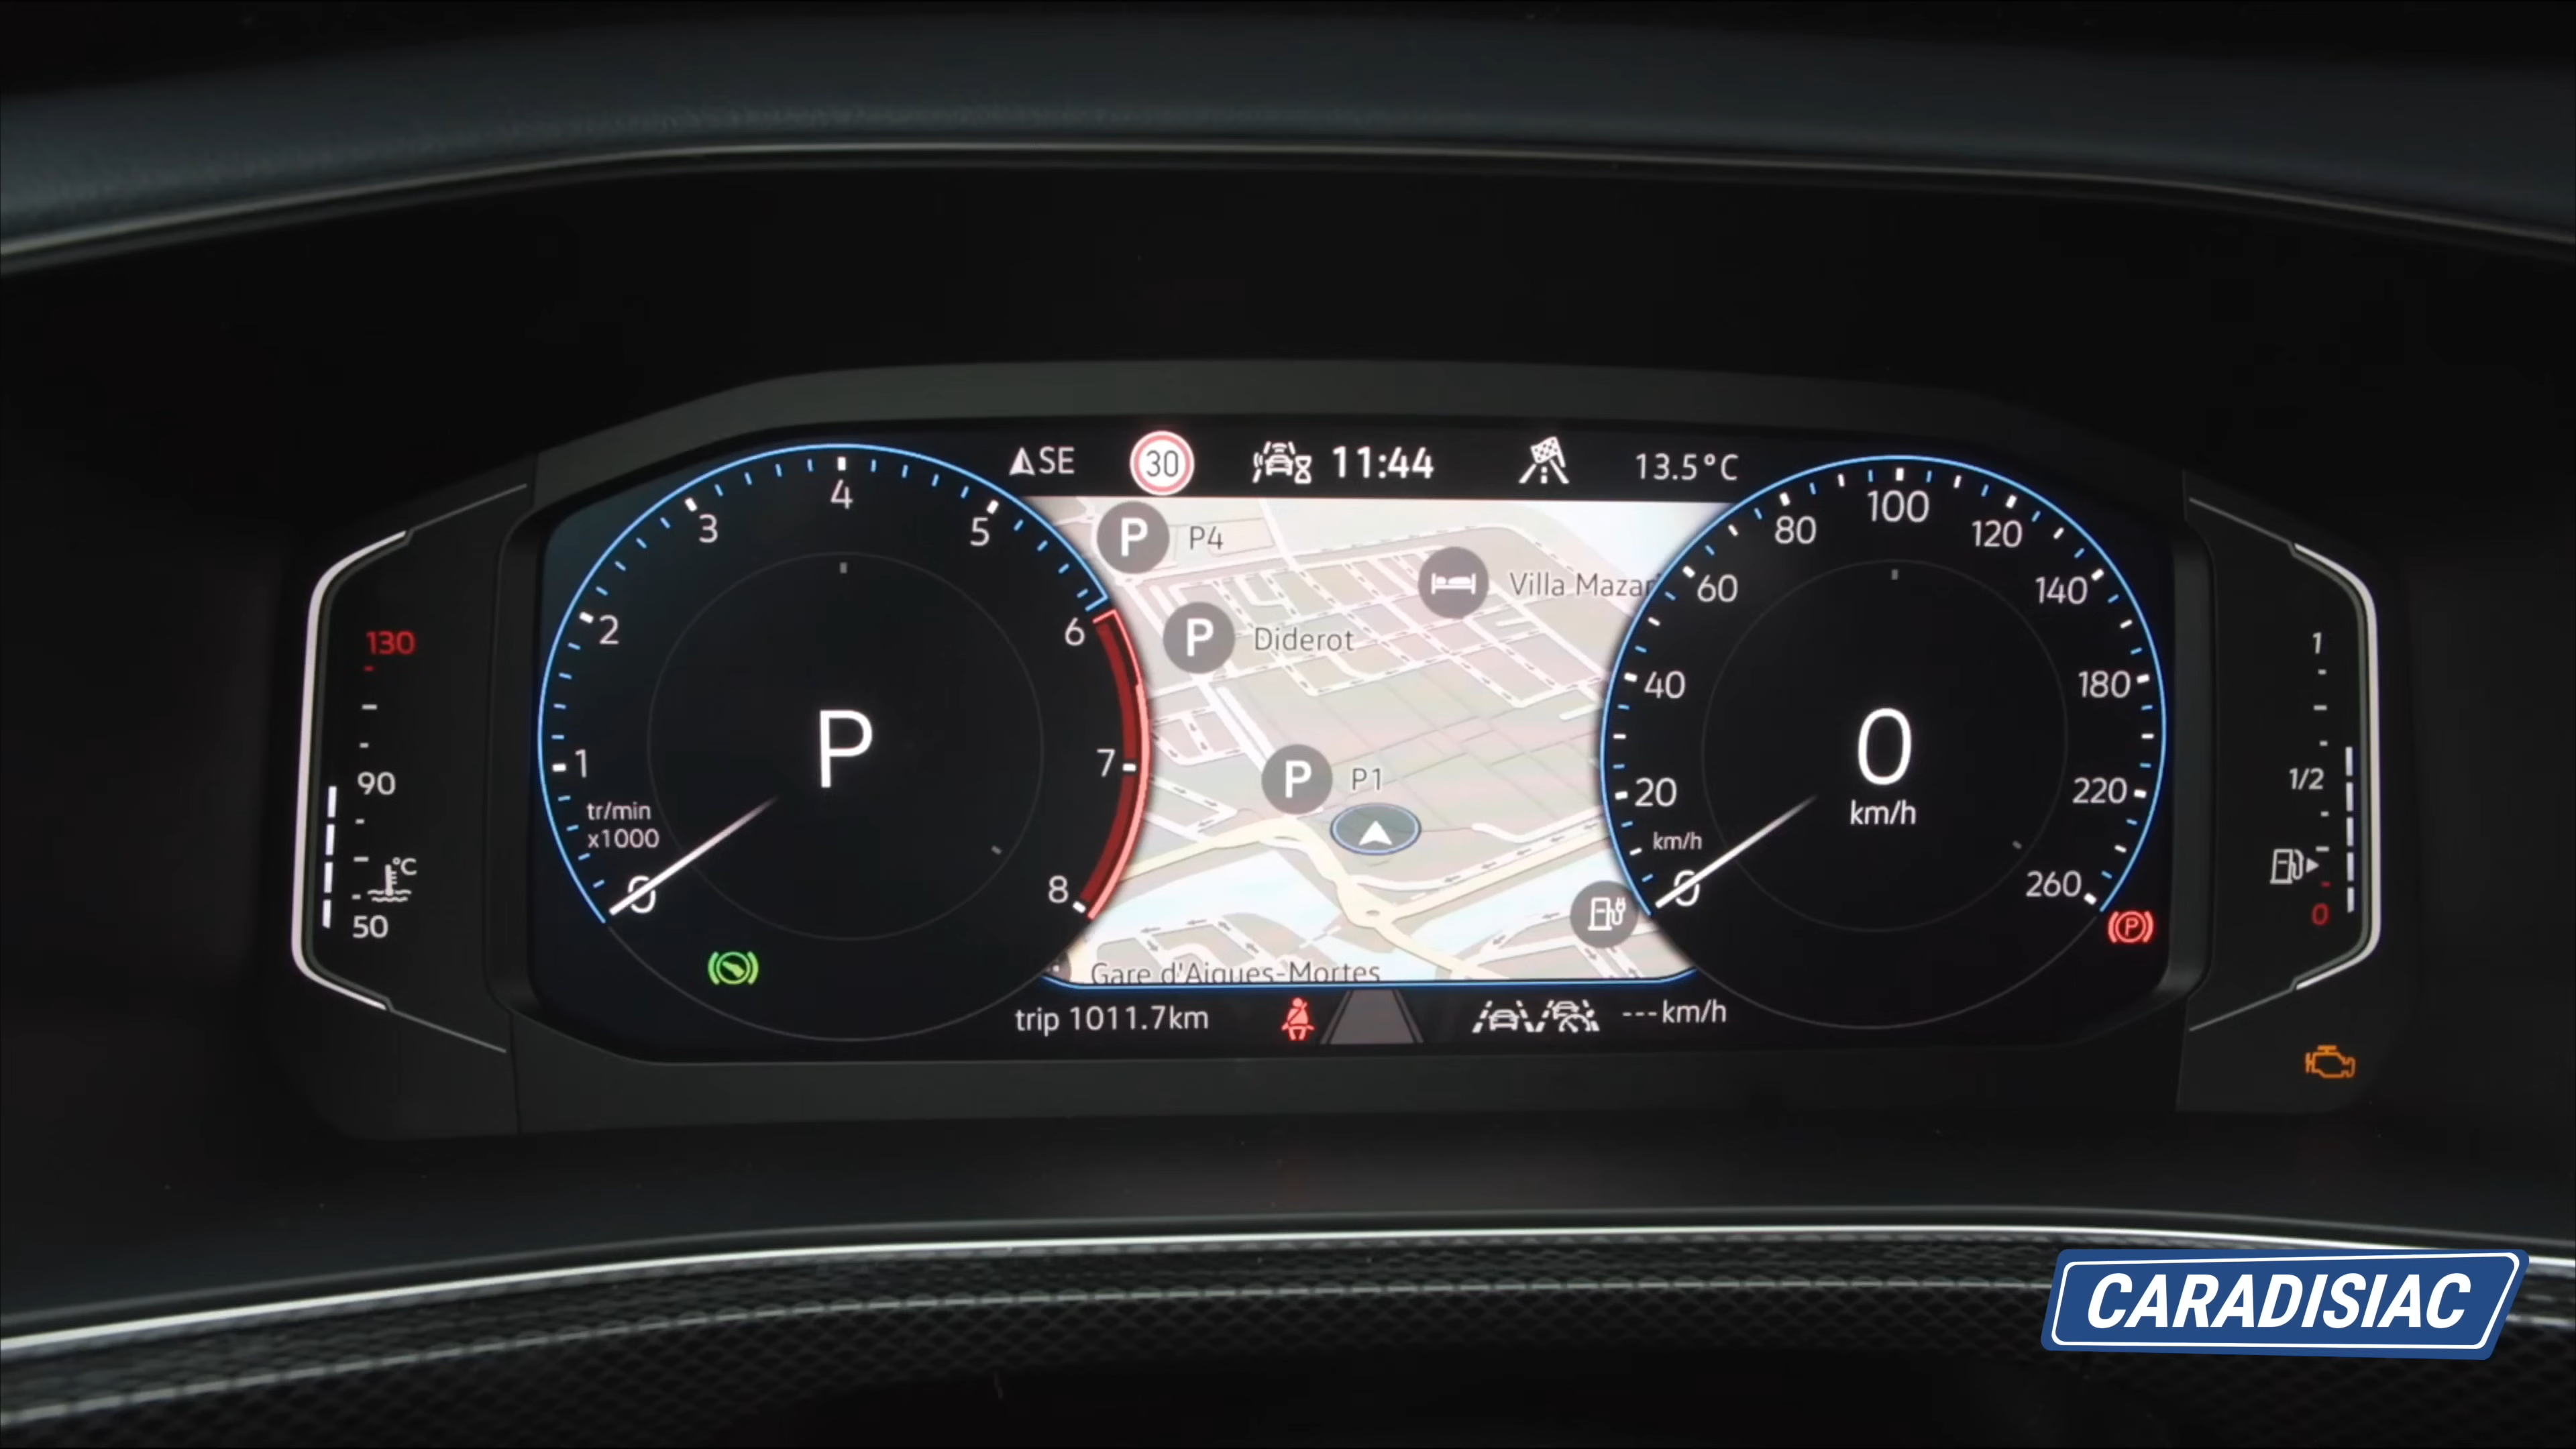 SE
30
11:44
13.5°C
1
2
3
4
5
6
7
8
0
tr/min
x1000
P
P P4
Villa Mazar
P Diderot
P P1
Gare d'Aigues-Mortes
0
20
40
60
80
100
120
140
180
220
260
km/h
0
km/h
P
130
90
°C
50
1
1/2
0
trip 1011.7km
---km/h
CARADISIAC